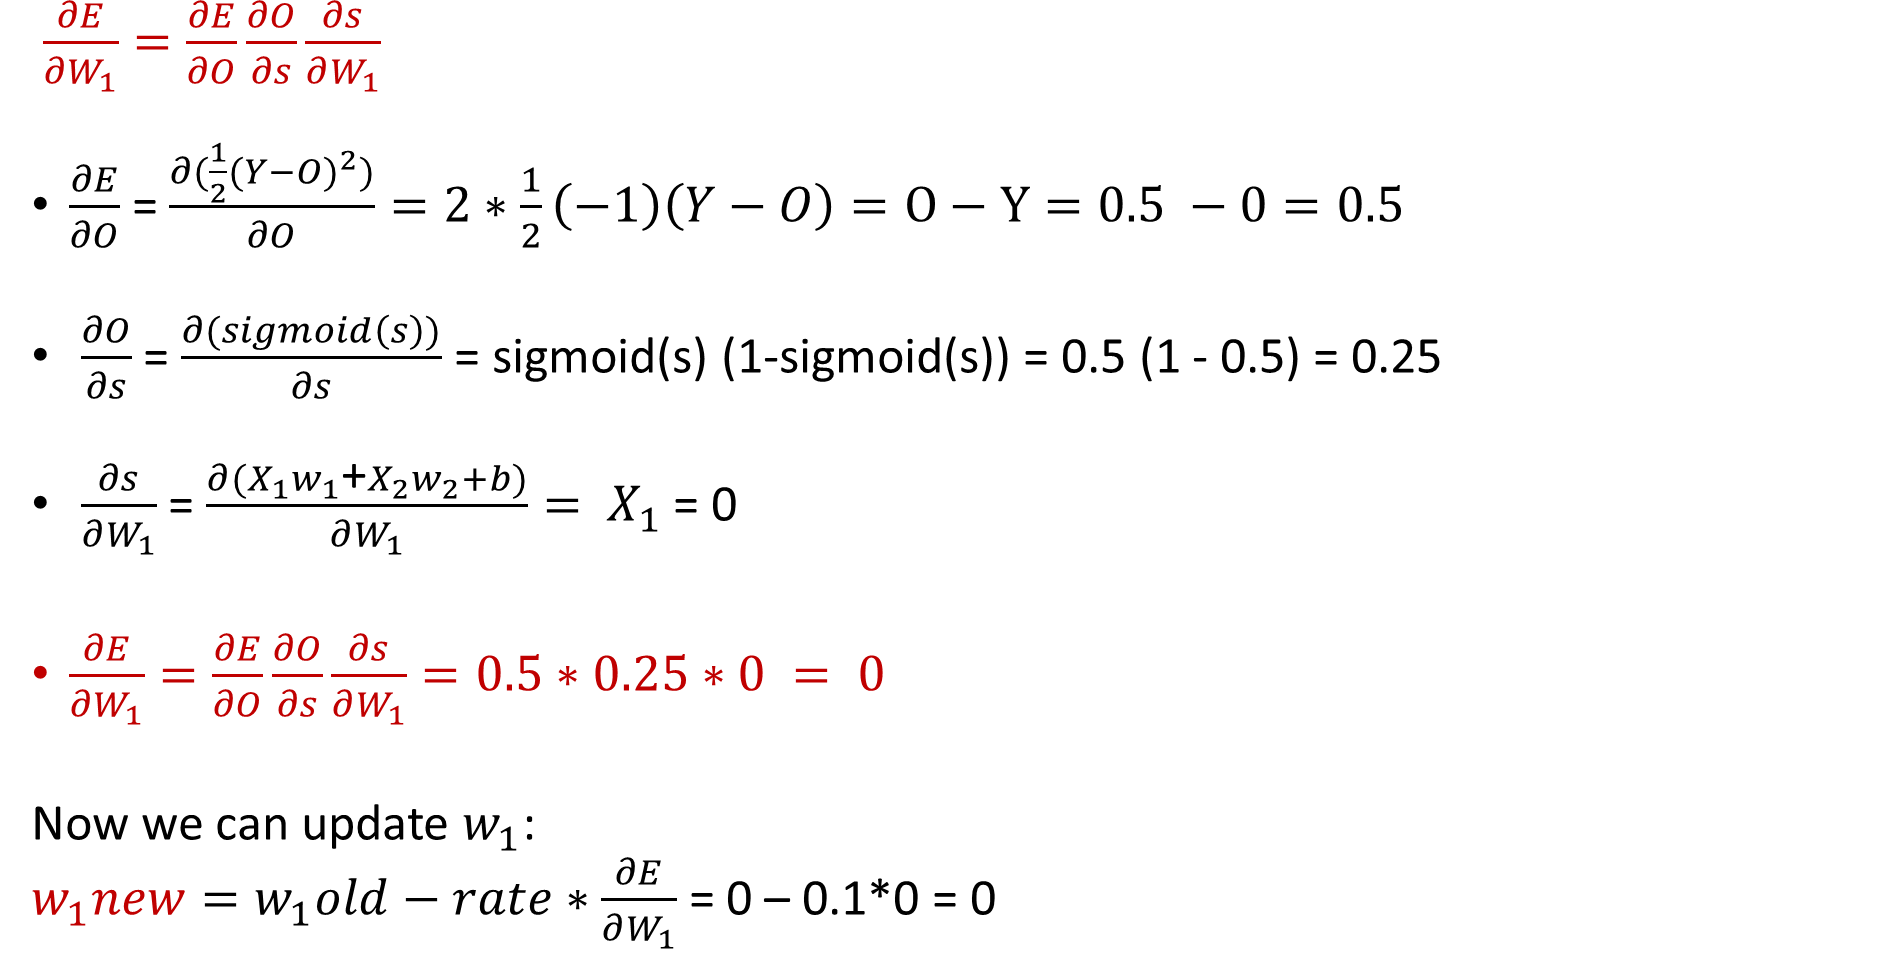 ∂E/∂W₁ = ∂E/∂O ∂O/∂s ∂s/∂W₁
• ∂E/∂O = ∂(½(Y−O)²)/∂O = 2 * ½ (−1)(Y − O) = O − Y = 0.5 − 0 = 0.5
• ∂O/∂s = ∂(sigmoid(s))/∂s = sigmoid(s) (1-sigmoid(s)) = 0.5 (1 - 0.5) = 0.25
• ∂s/∂W₁ = ∂(X₁w₁+X₂w₂+b)/∂W₁ = X₁ = 0
• ∂E/∂W₁ = ∂E/∂O ∂O/∂s ∂s/∂W₁ = 0.5 * 0.25 * 0 = 0
Now we can update w₁:
w₁new = w₁old − rate * ∂E/∂W₁ = 0 – 0.1*0 = 0